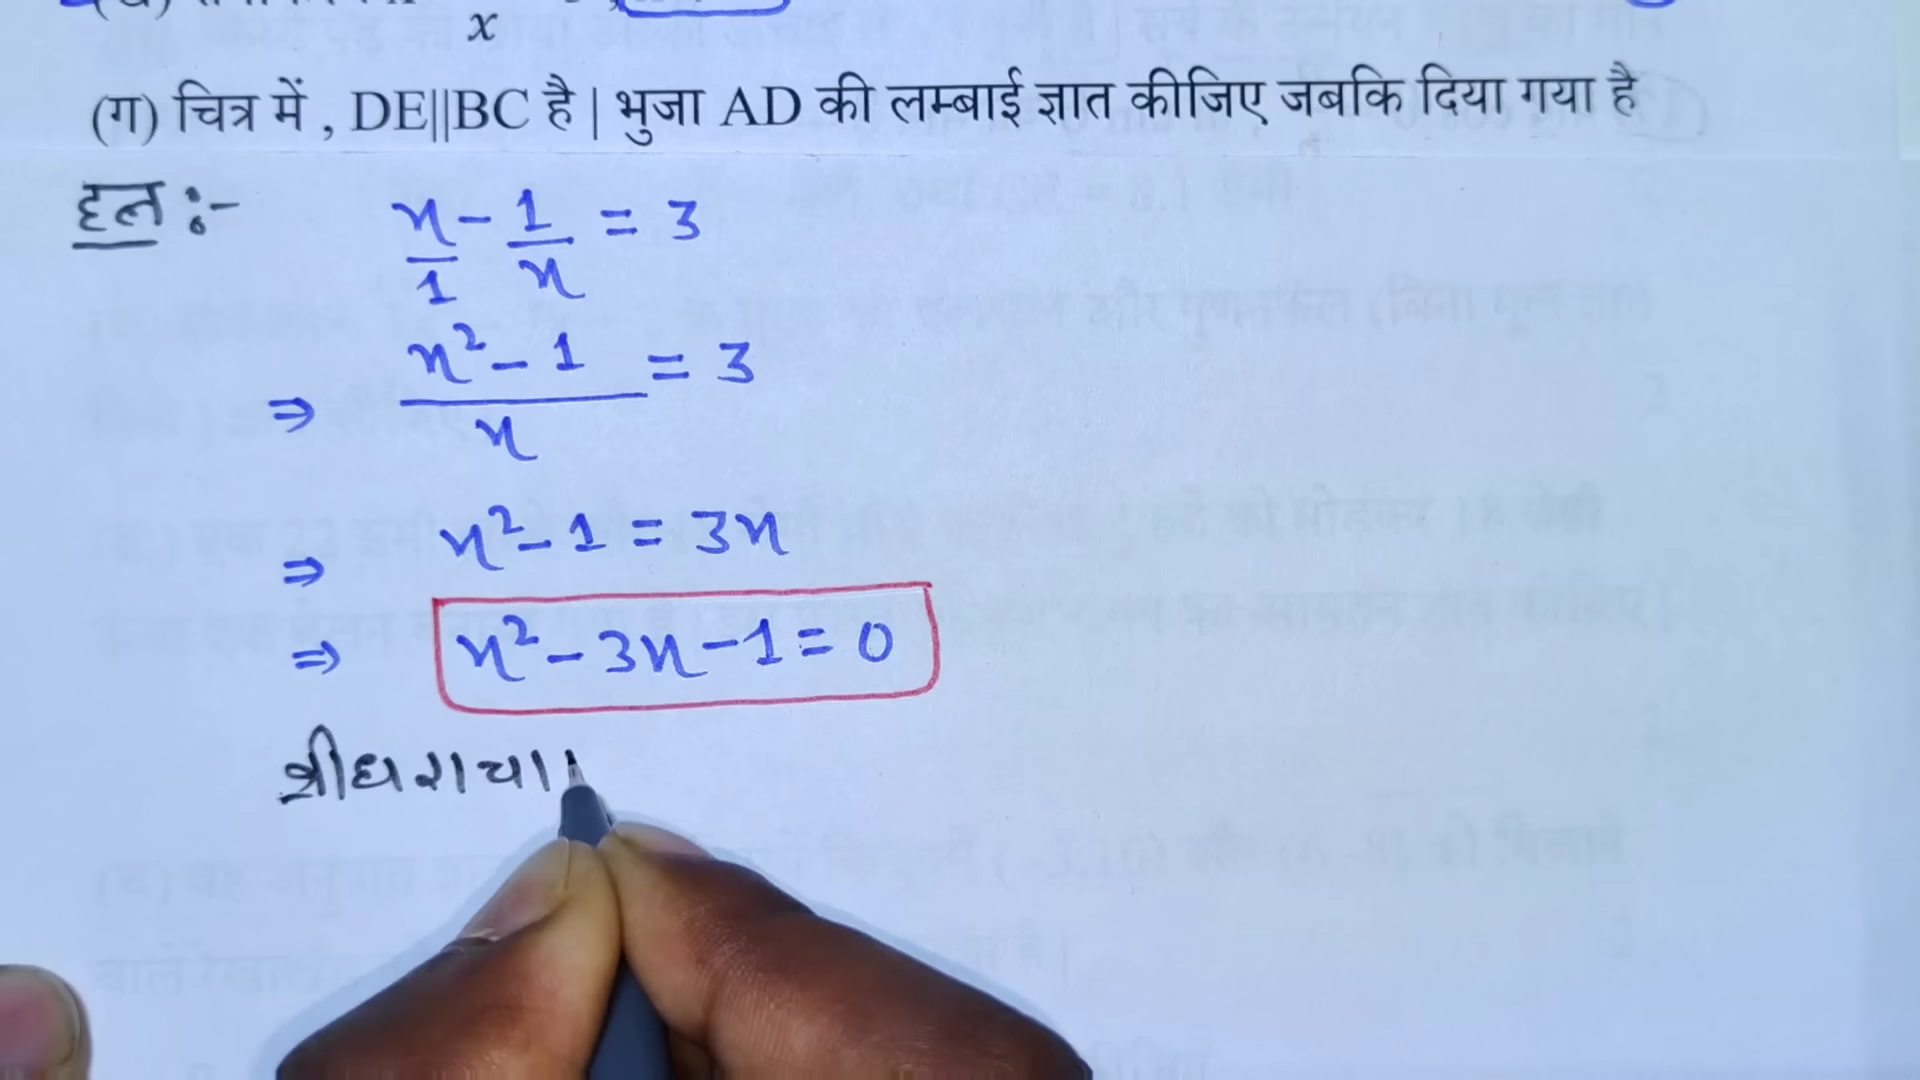 x
(ग) चित्र में , DE||BC है | भुजा AD की लम्बाई ज्ञात कीजिए जबकि दिया गया है
हल :- x/1 - 1/x = 3
⇒ (x² - 1)/x = 3
⇒ x² - 1 = 3x
⇒ x² - 3x - 1 = 0
श्रीधराचा